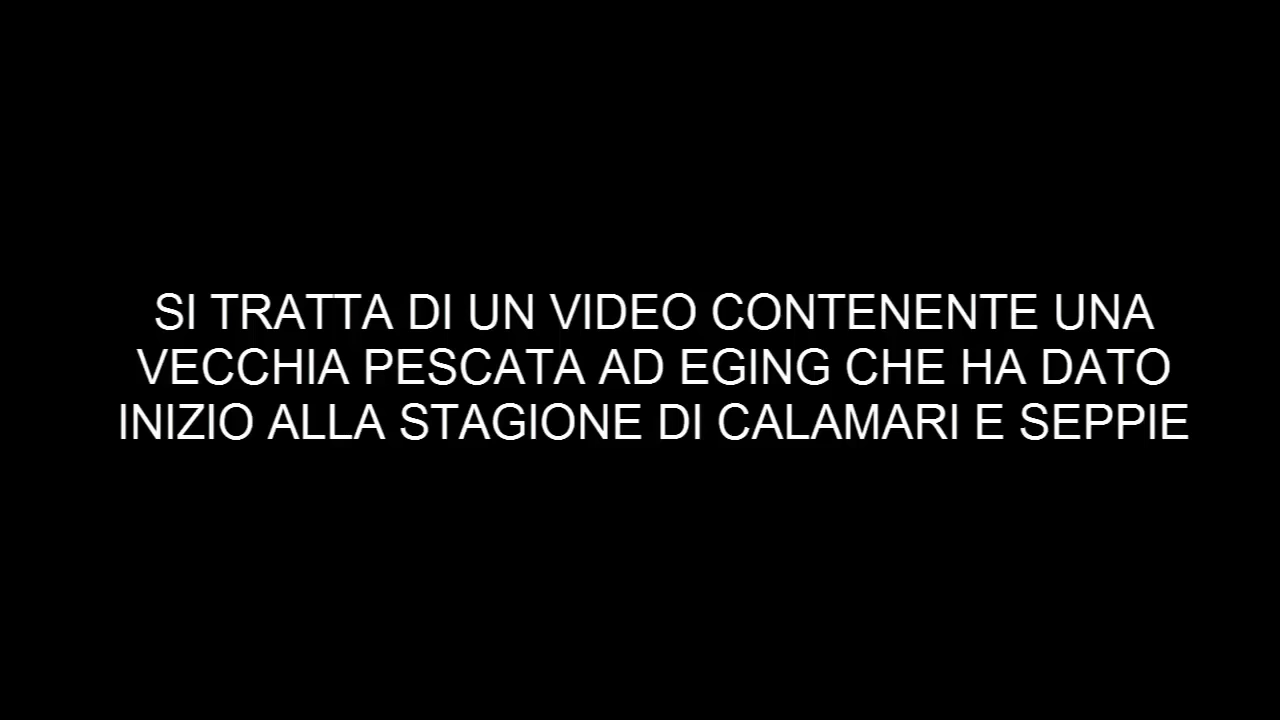 SI TRATTA DI UN VIDEO CONTENENTE UNA
VECCHIA PESCATA AD EGING CHE HA DATO
INIZIO ALLA STAGIONE DI CALAMARI E SEPPIE